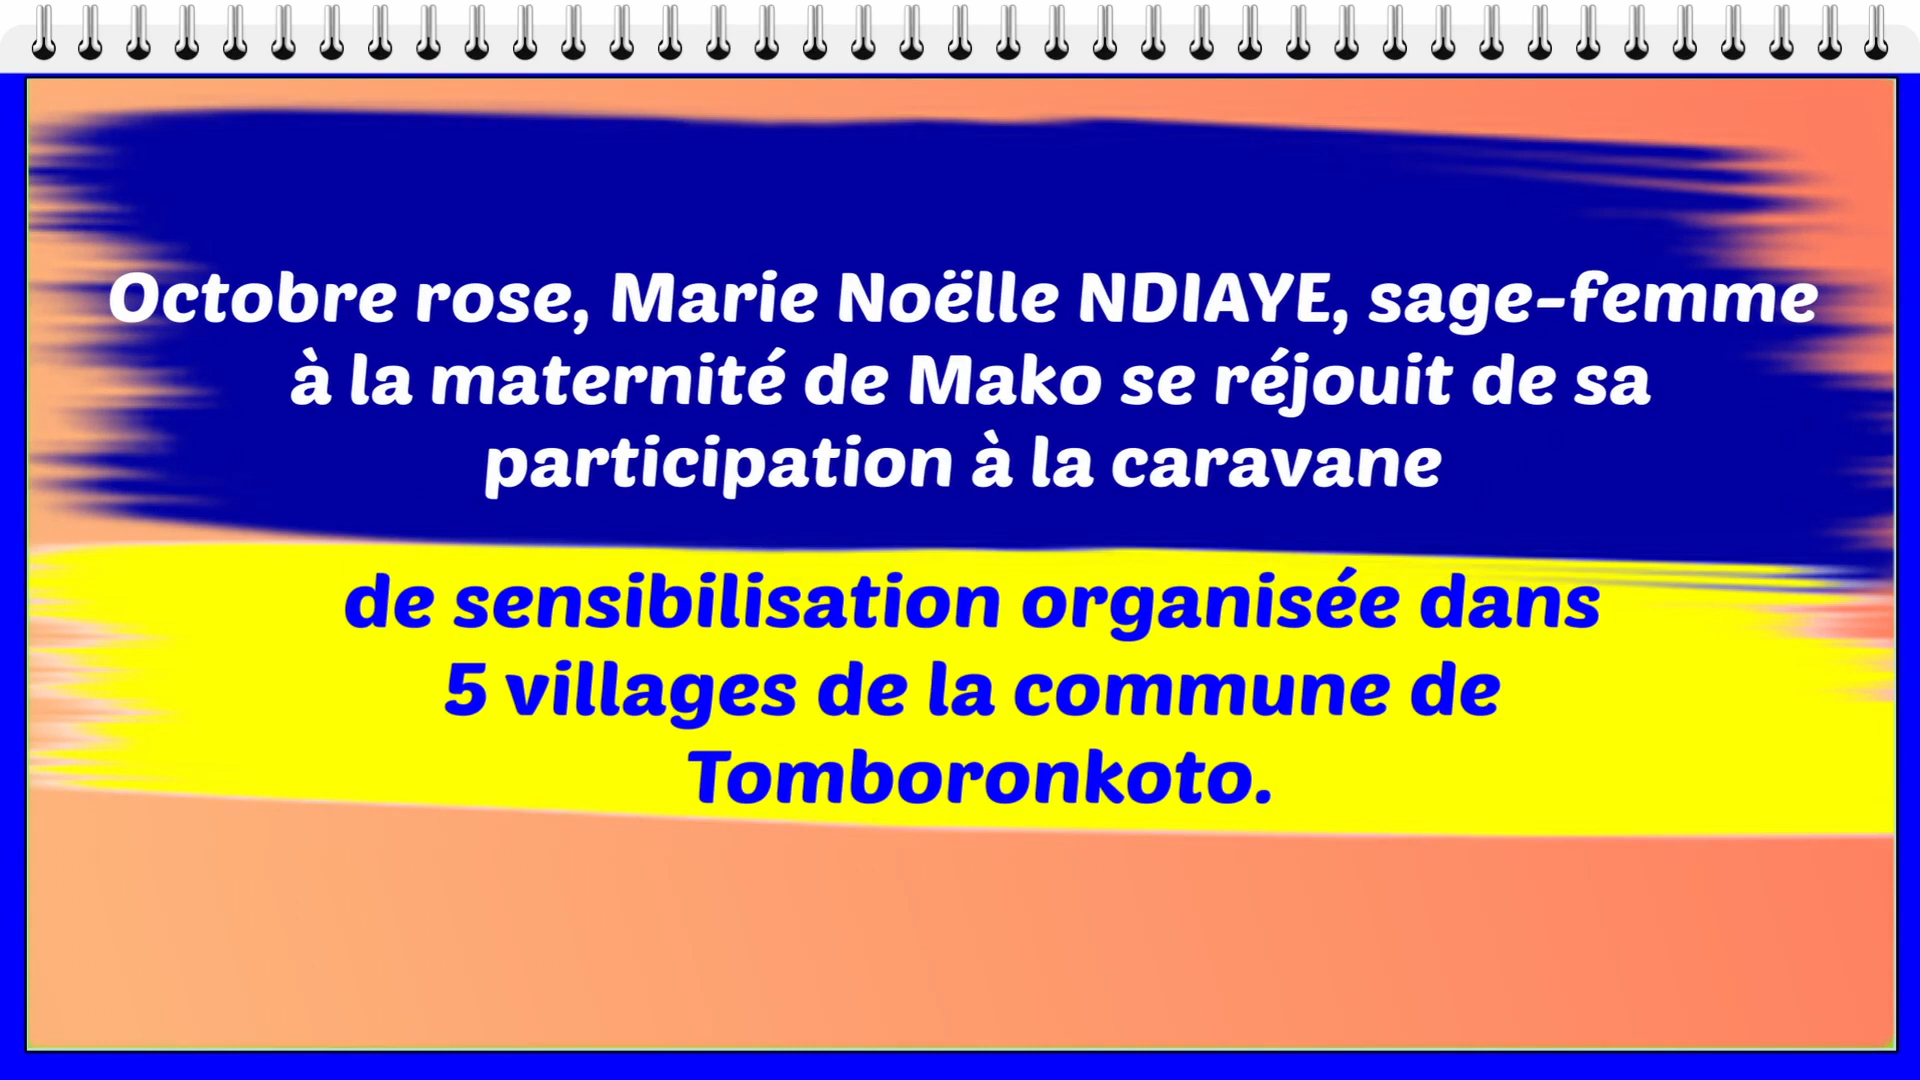 Octobre rose, Marie Noëlle NDIAYE, sage-femme
à la maternité de Mako se réjouit de sa
participation à la caravane
de sensibilisation organisée dans
5 villages de la commune de
Tomboronkoto.